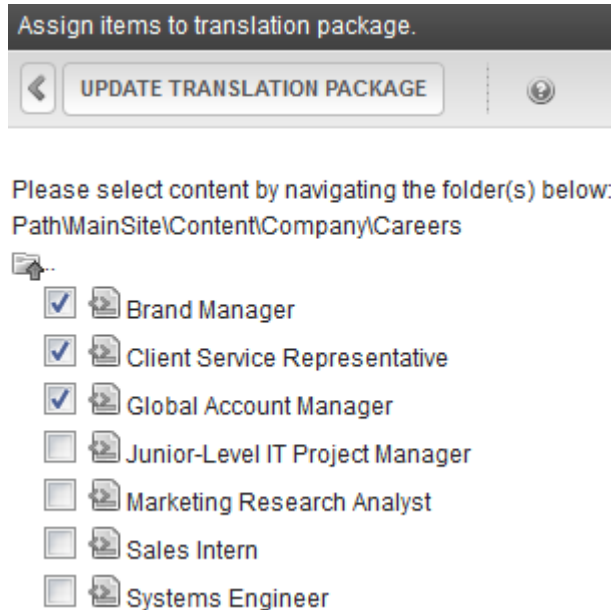 Assign items to translation package.
UPDATE TRANSLATION PACKAGE
Please select content by navigating the folder(s) below:
Path\MainSite\Content\Company\Careers
..
Brand Manager
Client Service Representative
Global Account Manager
Junior-Level IT Project Manager
Marketing Research Analyst
Sales Intern
Systems Engineer